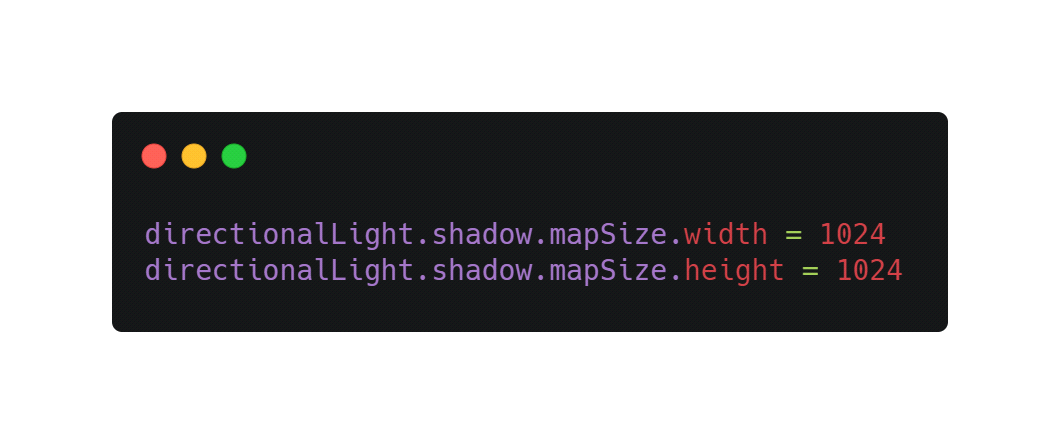 directionalLight.shadow.mapSize.width = 1024
directionalLight.shadow.mapSize.height = 1024